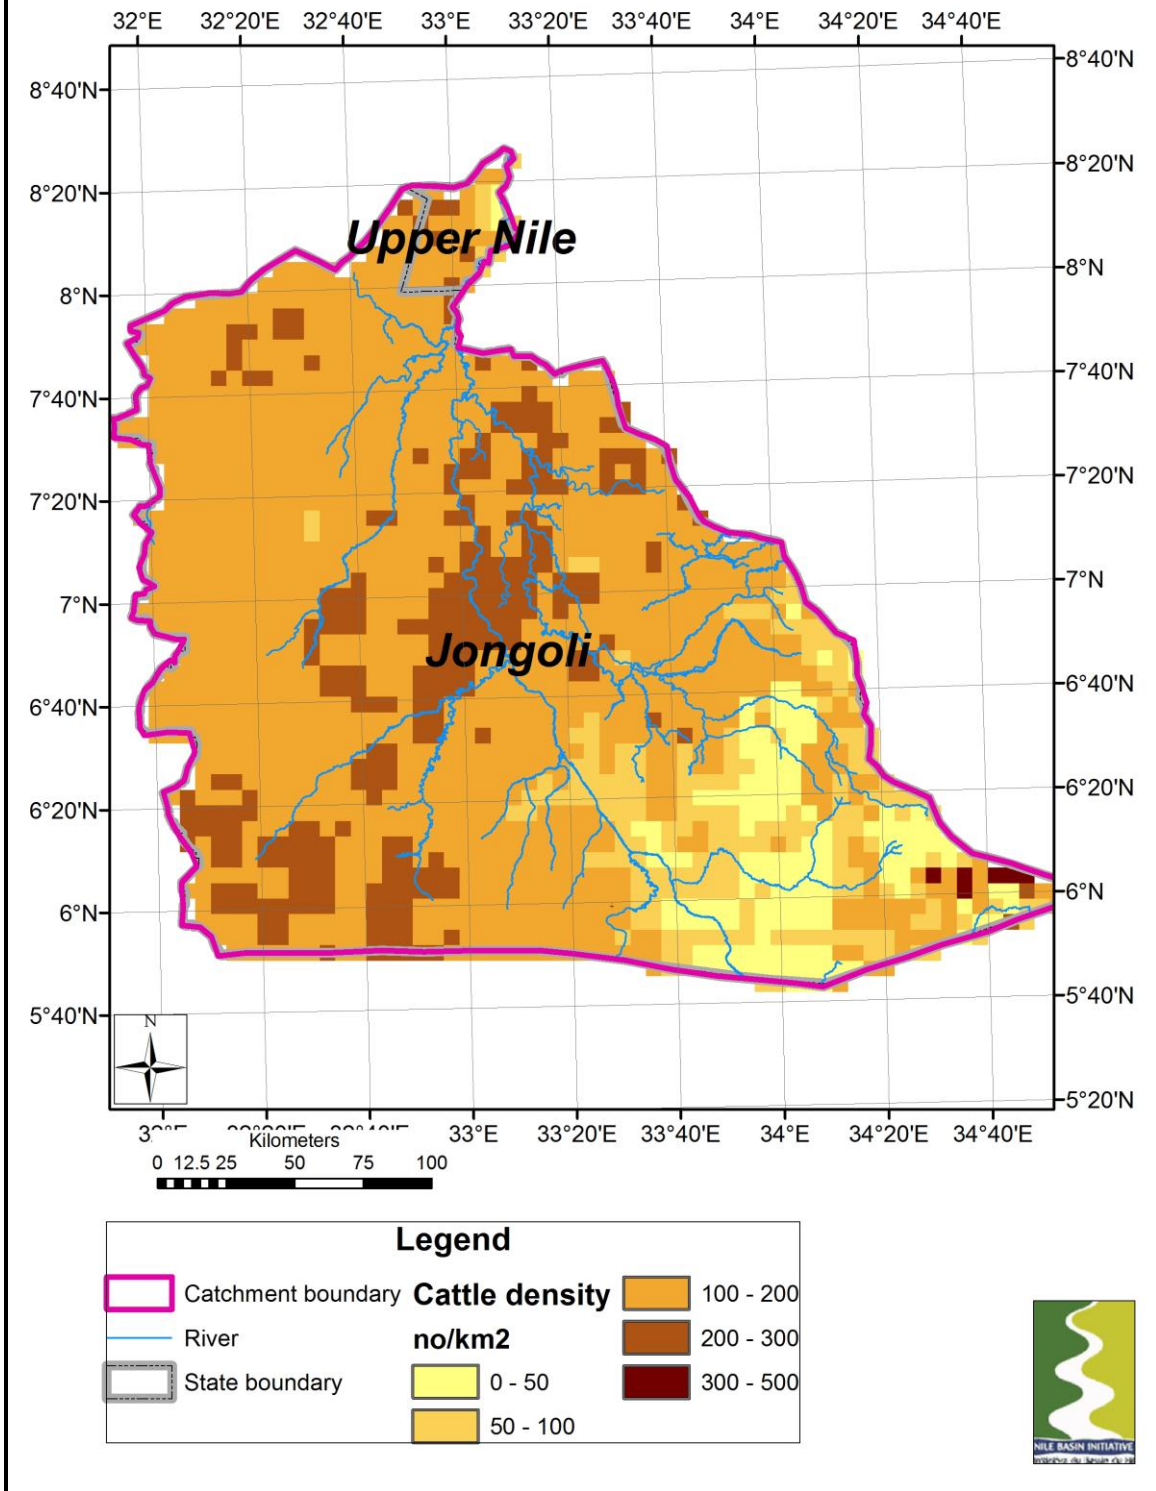 32°E 32°20'E 32°40'E 33°E 33°20'E 33°40'E 34°E 34°20'E 34°40'E
8°40'N
8°40'N
8°20'N
8°20'N
Upper Nile
8°N
8°N
7°40'N
7°40'N
7°20'N
7°20'N
7°N
7°N
Jongoli
6°40'N
6°40'N
6°20'N
6°20'N
6°N
6°N
5°40'N
5°40'N
N
5°20'N
33°E 33°20'E 33°40'E 34°E 34°20'E 34°40'E
Kilometers
0 12.5 25 50 75 100
Legend
Catchment boundary
River
State boundary
Cattle density
no/km2
0 - 50
50 - 100
100 - 200
200 - 300
300 - 500
NILE BASIN INITIATIVE